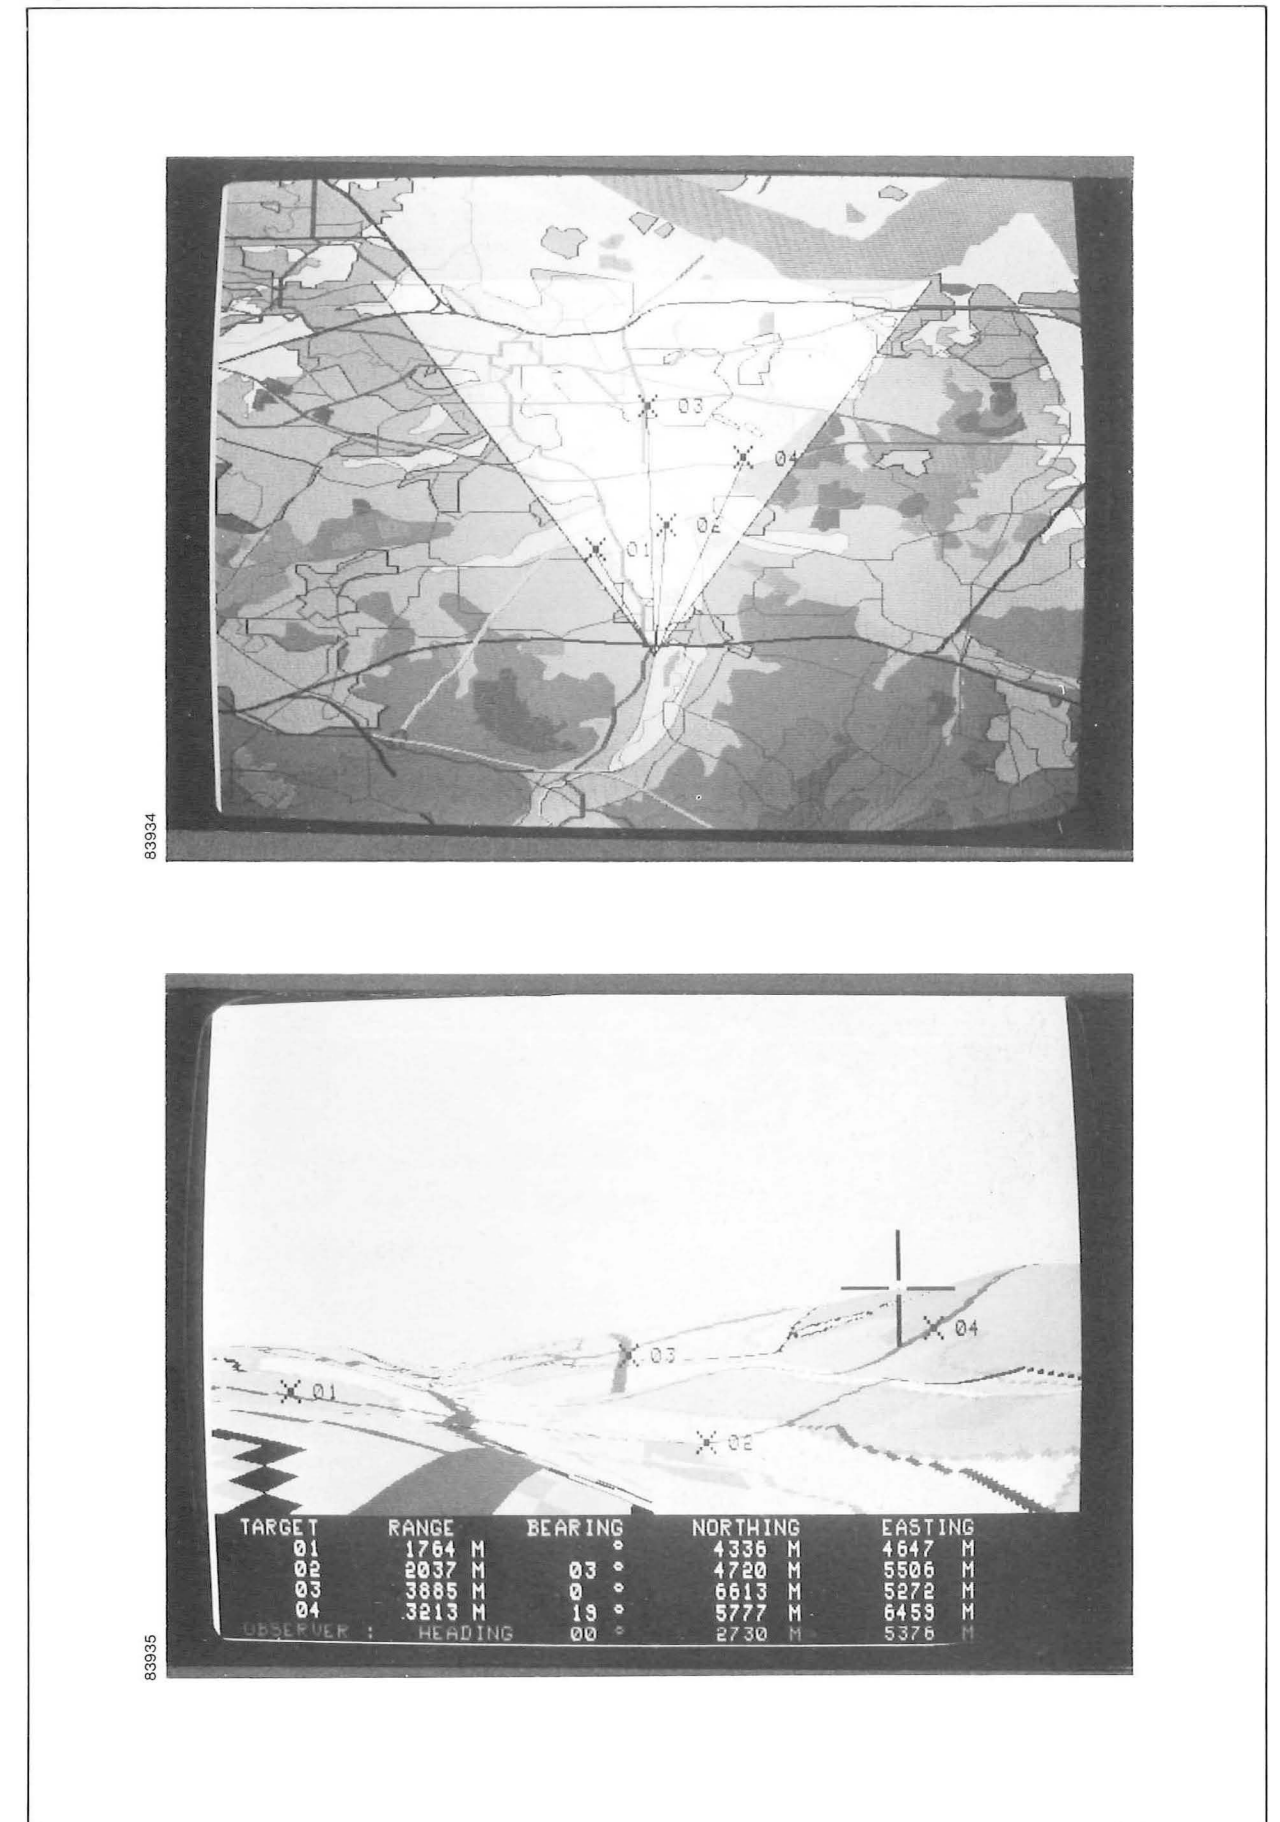 03
04
02
01
83934
04
03
01
02
TARGET RANGE BEARING NORTHING EASTING
01 1764 M ° 4336 M 4647 M
02 2037 M 03 ° 4720 M 5506 M
03 3885 M 0 ° 6613 M 5272 M
04 3213 M 19 ° 5777 M 6459 M
OBSERVER : HEADING 00 ° 2730 M 5376 M
83935